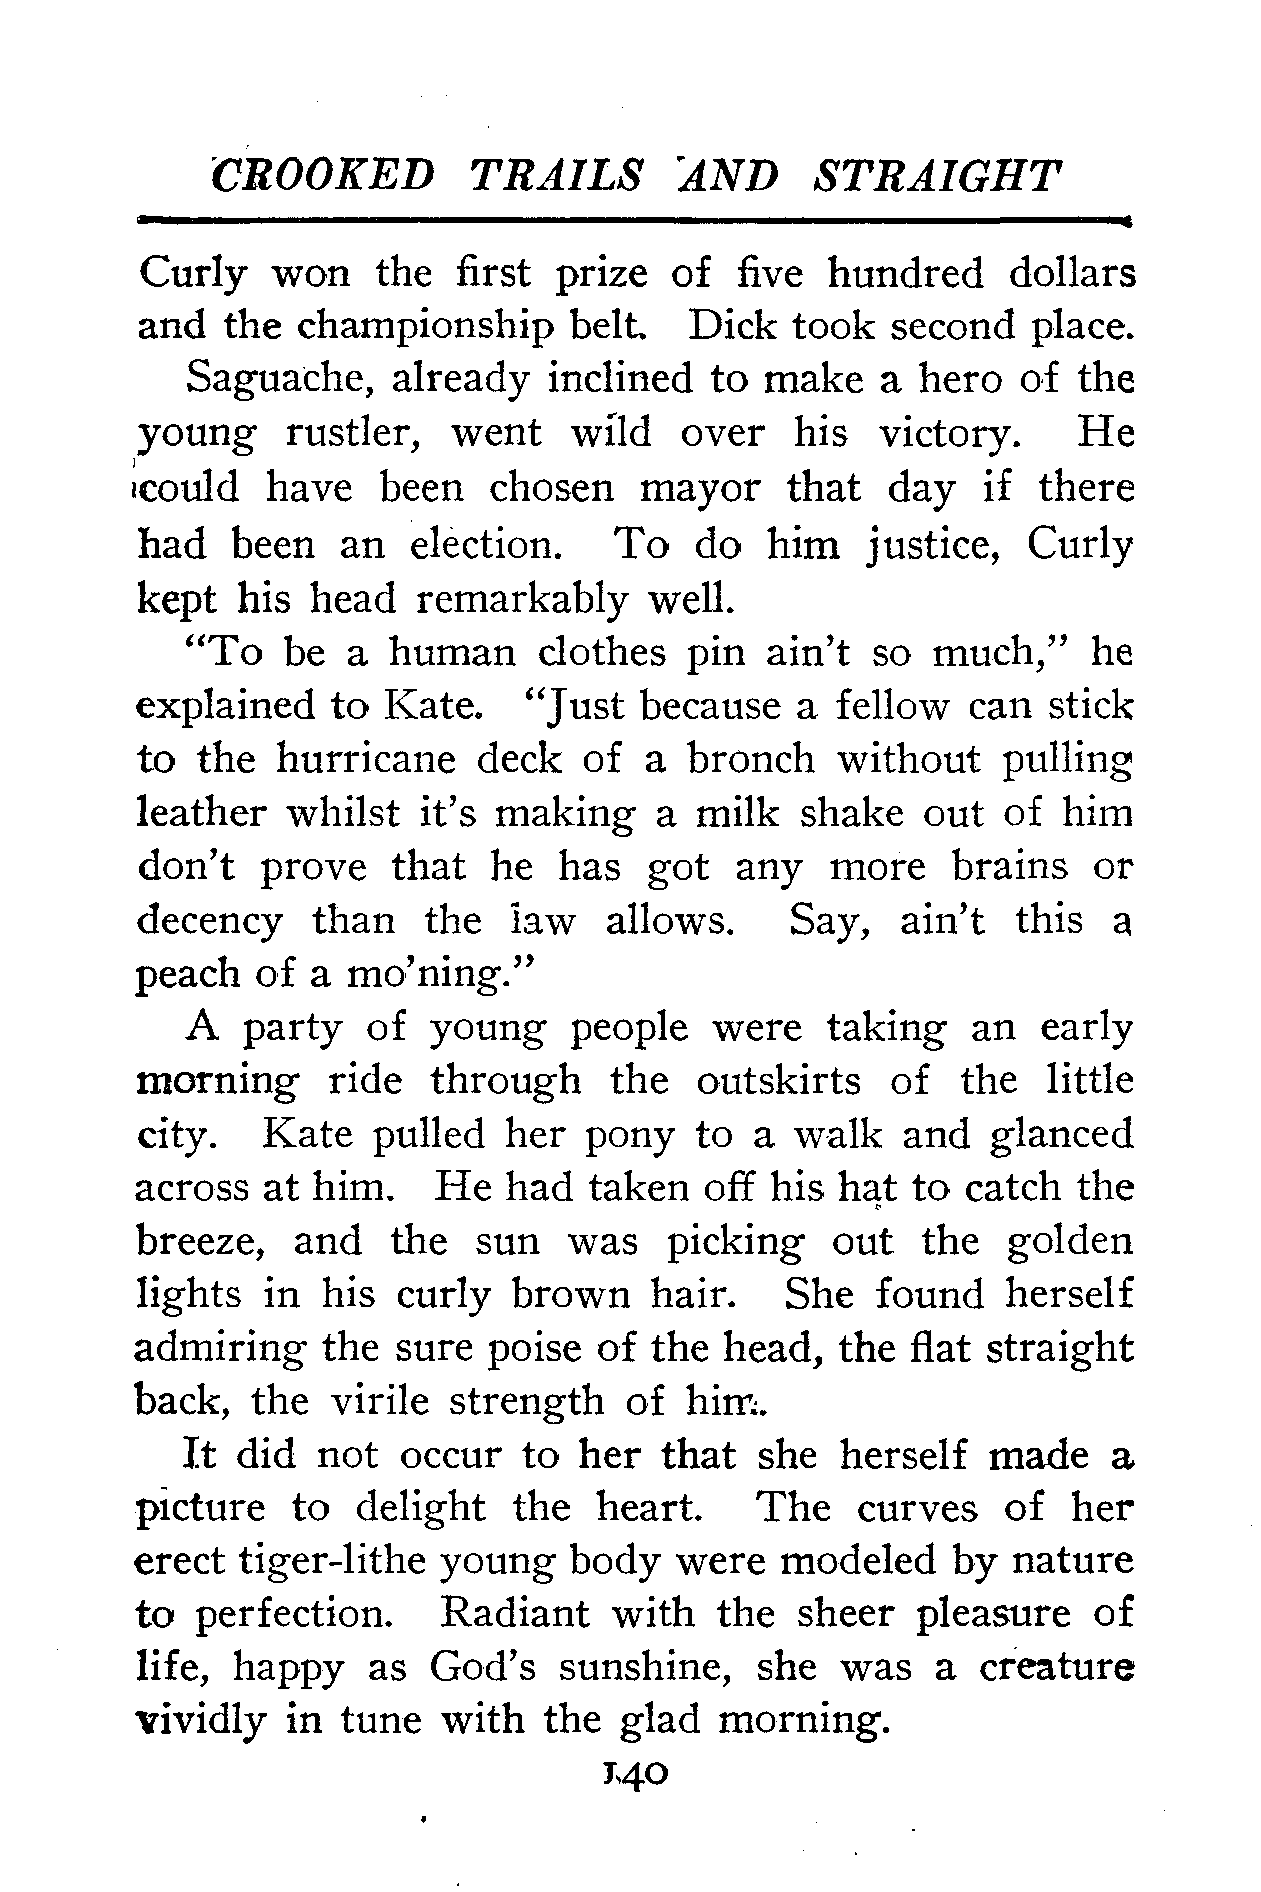 CROOKED TRAILS AND STRAIGHT
Curly won the first prize of five hundred dollars
and the championship belt. Dick took second place.
Saguache, already inclined to make a hero of the
young rustler, went wild over his victory. He
could have been chosen mayor that day if there
had been an election. To do him justice, Curly
kept his head remarkably well.
“To be a human clothes pin ain’t so much,” he
explained to Kate. “Just because a fellow can stick
to the hurricane deck of a bronch without pulling
leather whilst it’s making a milk shake out of him
don’t prove that he has got any more brains or
decency than the law allows. Say, ain’t this a
peach of a mo’ning.”
A party of young people were taking an early
morning ride through the outskirts of the little
city. Kate pulled her pony to a walk and glanced
across at him. He had taken off his hat to catch the
breeze, and the sun was picking out the golden
lights in his curly brown hair. She found herself
admiring the sure poise of the head, the flat straight
back, the virile strength of him.
It did not occur to her that she herself made a
picture to delight the heart. The curves of her
erect tiger-lithe young body were modeled by nature
to perfection. Radiant with the sheer pleasure of
life, happy as God’s sunshine, she was a creature
vividly in tune with the glad morning.
140